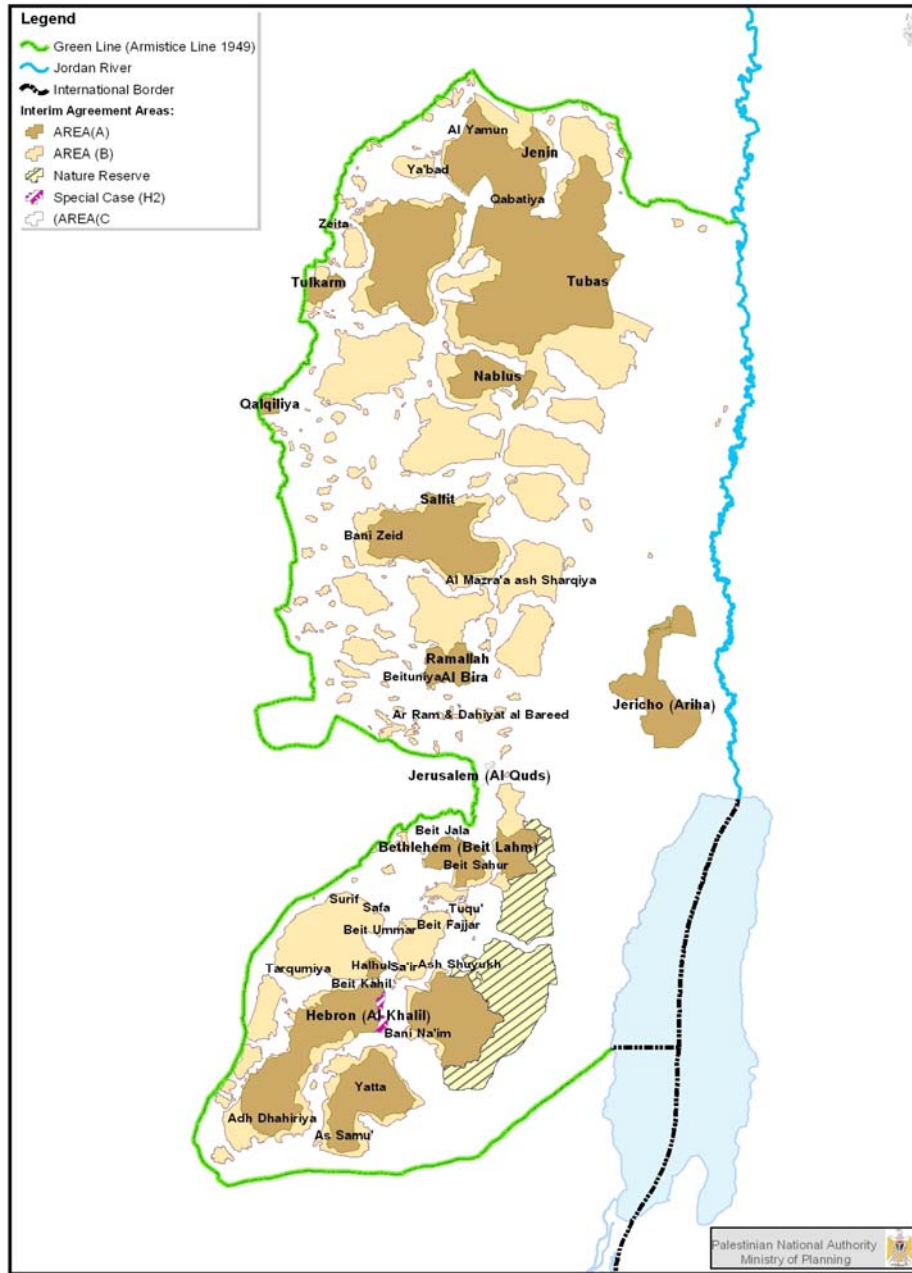 Legend
Green Line (Armistice Line 1949)
Jordan River
International Border
Interim Agreement Areas:
AREA(A)
AREA (B)
Nature Reserve
Special Case (H2)
(AREA(C
Al Yamun
Jenin
Ya'bad
Qabatiya
Zeita
Tulkarm
Tubas
Nablus
Qalqiliya
Salfit
Bani Zeid
Al Mazra'a ash Sharqiya
Ramallah
Beituniya
Al Bira
Jericho (Ariha)
Ar Ram & Dahiyat al Bareed
Jerusalem (Al Quds)
Beit Jala
Bethlehem (Beit Lahm)
Beit Sahur
Surif
Safa
Tuqu'
Beit Ummar
Beit Fajjar
Tarqumiya
Halhul
Sa'ir
Ash Shuyukh
Beit Kahil
Hebron (Al Khalil)
Bani Na'im
Yatta
Adh Dhahiriya
As Samu'
Palestinian National Authority
Ministry of Planning